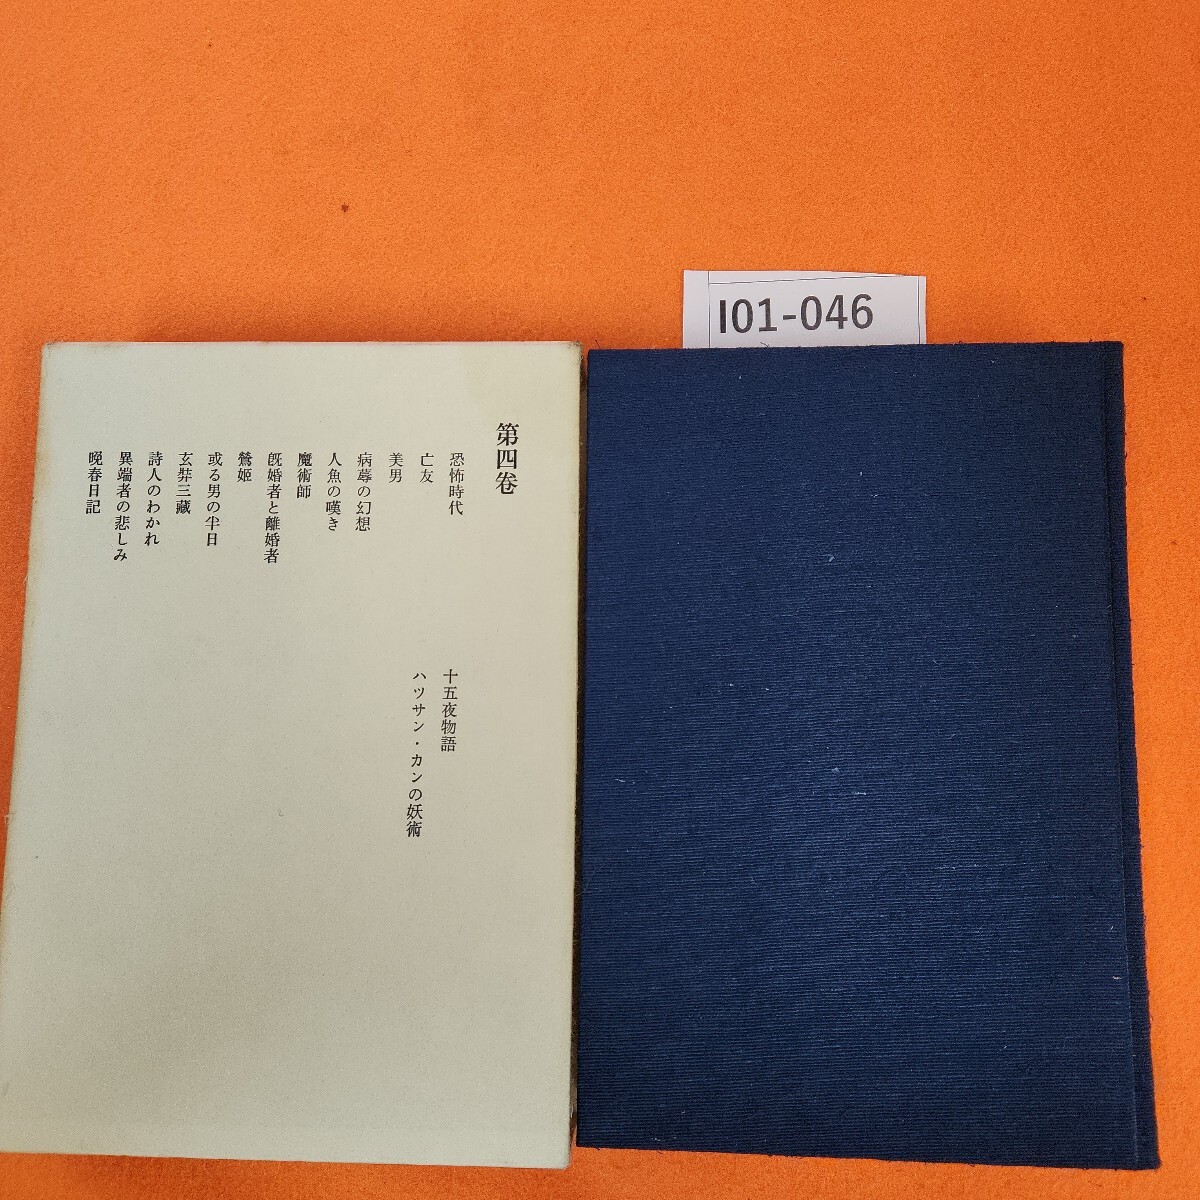 I01-046
第四巻
恐怖時代
亡友
美男
病蓐の幻想
人魚の嘆き
魔術師
既婚者と離婚者
鶯姫
或る男の半日
玄弉三藏
詩人のわかれ
異端者の悲しみ
晩春日記
十五夜物語
ハツサン・カンの妖術